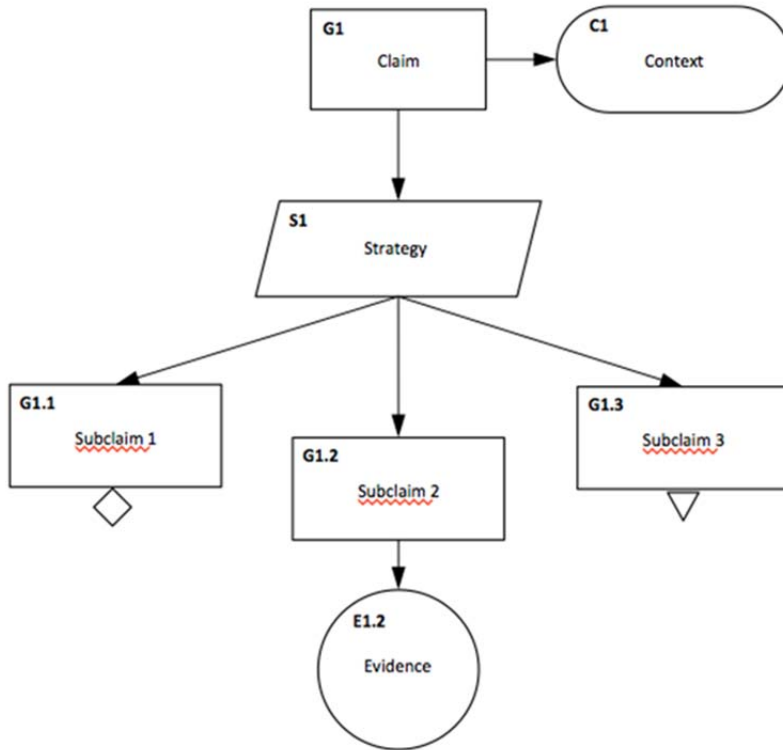 G1
Claim
C1
Context
S1
Strategy
G1.1
Subclaim 1
G1.2
Subclaim 2
G1.3
Subclaim 3
E1.2
Evidence